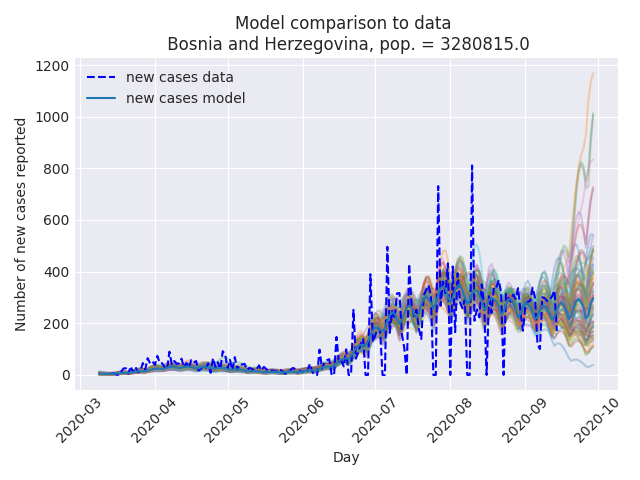 Model comparison to data
Bosnia and Herzegovina, pop. = 3280815.0
new cases data
new cases model
Number of new cases reported
1200
1000
800
600
400
200
0
2020-03
2020-04
2020-05
2020-06
2020-07
2020-08
2020-09
2020-10
Day